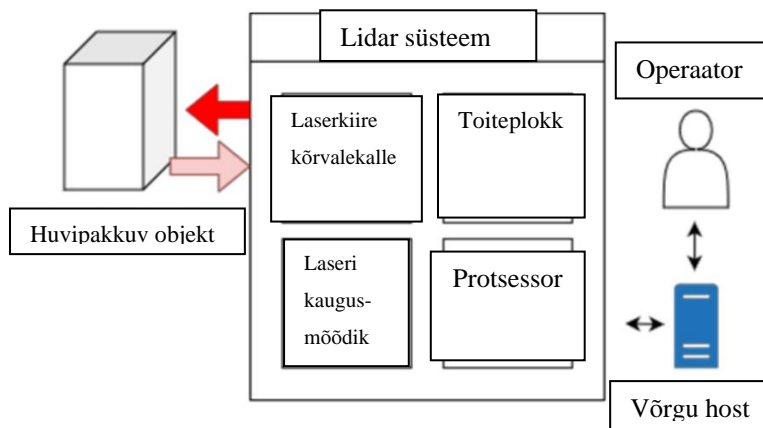 Lidar süsteem
Operaator
Laserkiire
kõrvalekalle
Toiteplokk
Huvipakkuv objekt
Laseri
kaugus-
mõõdik
Protsessor
Võrgu host